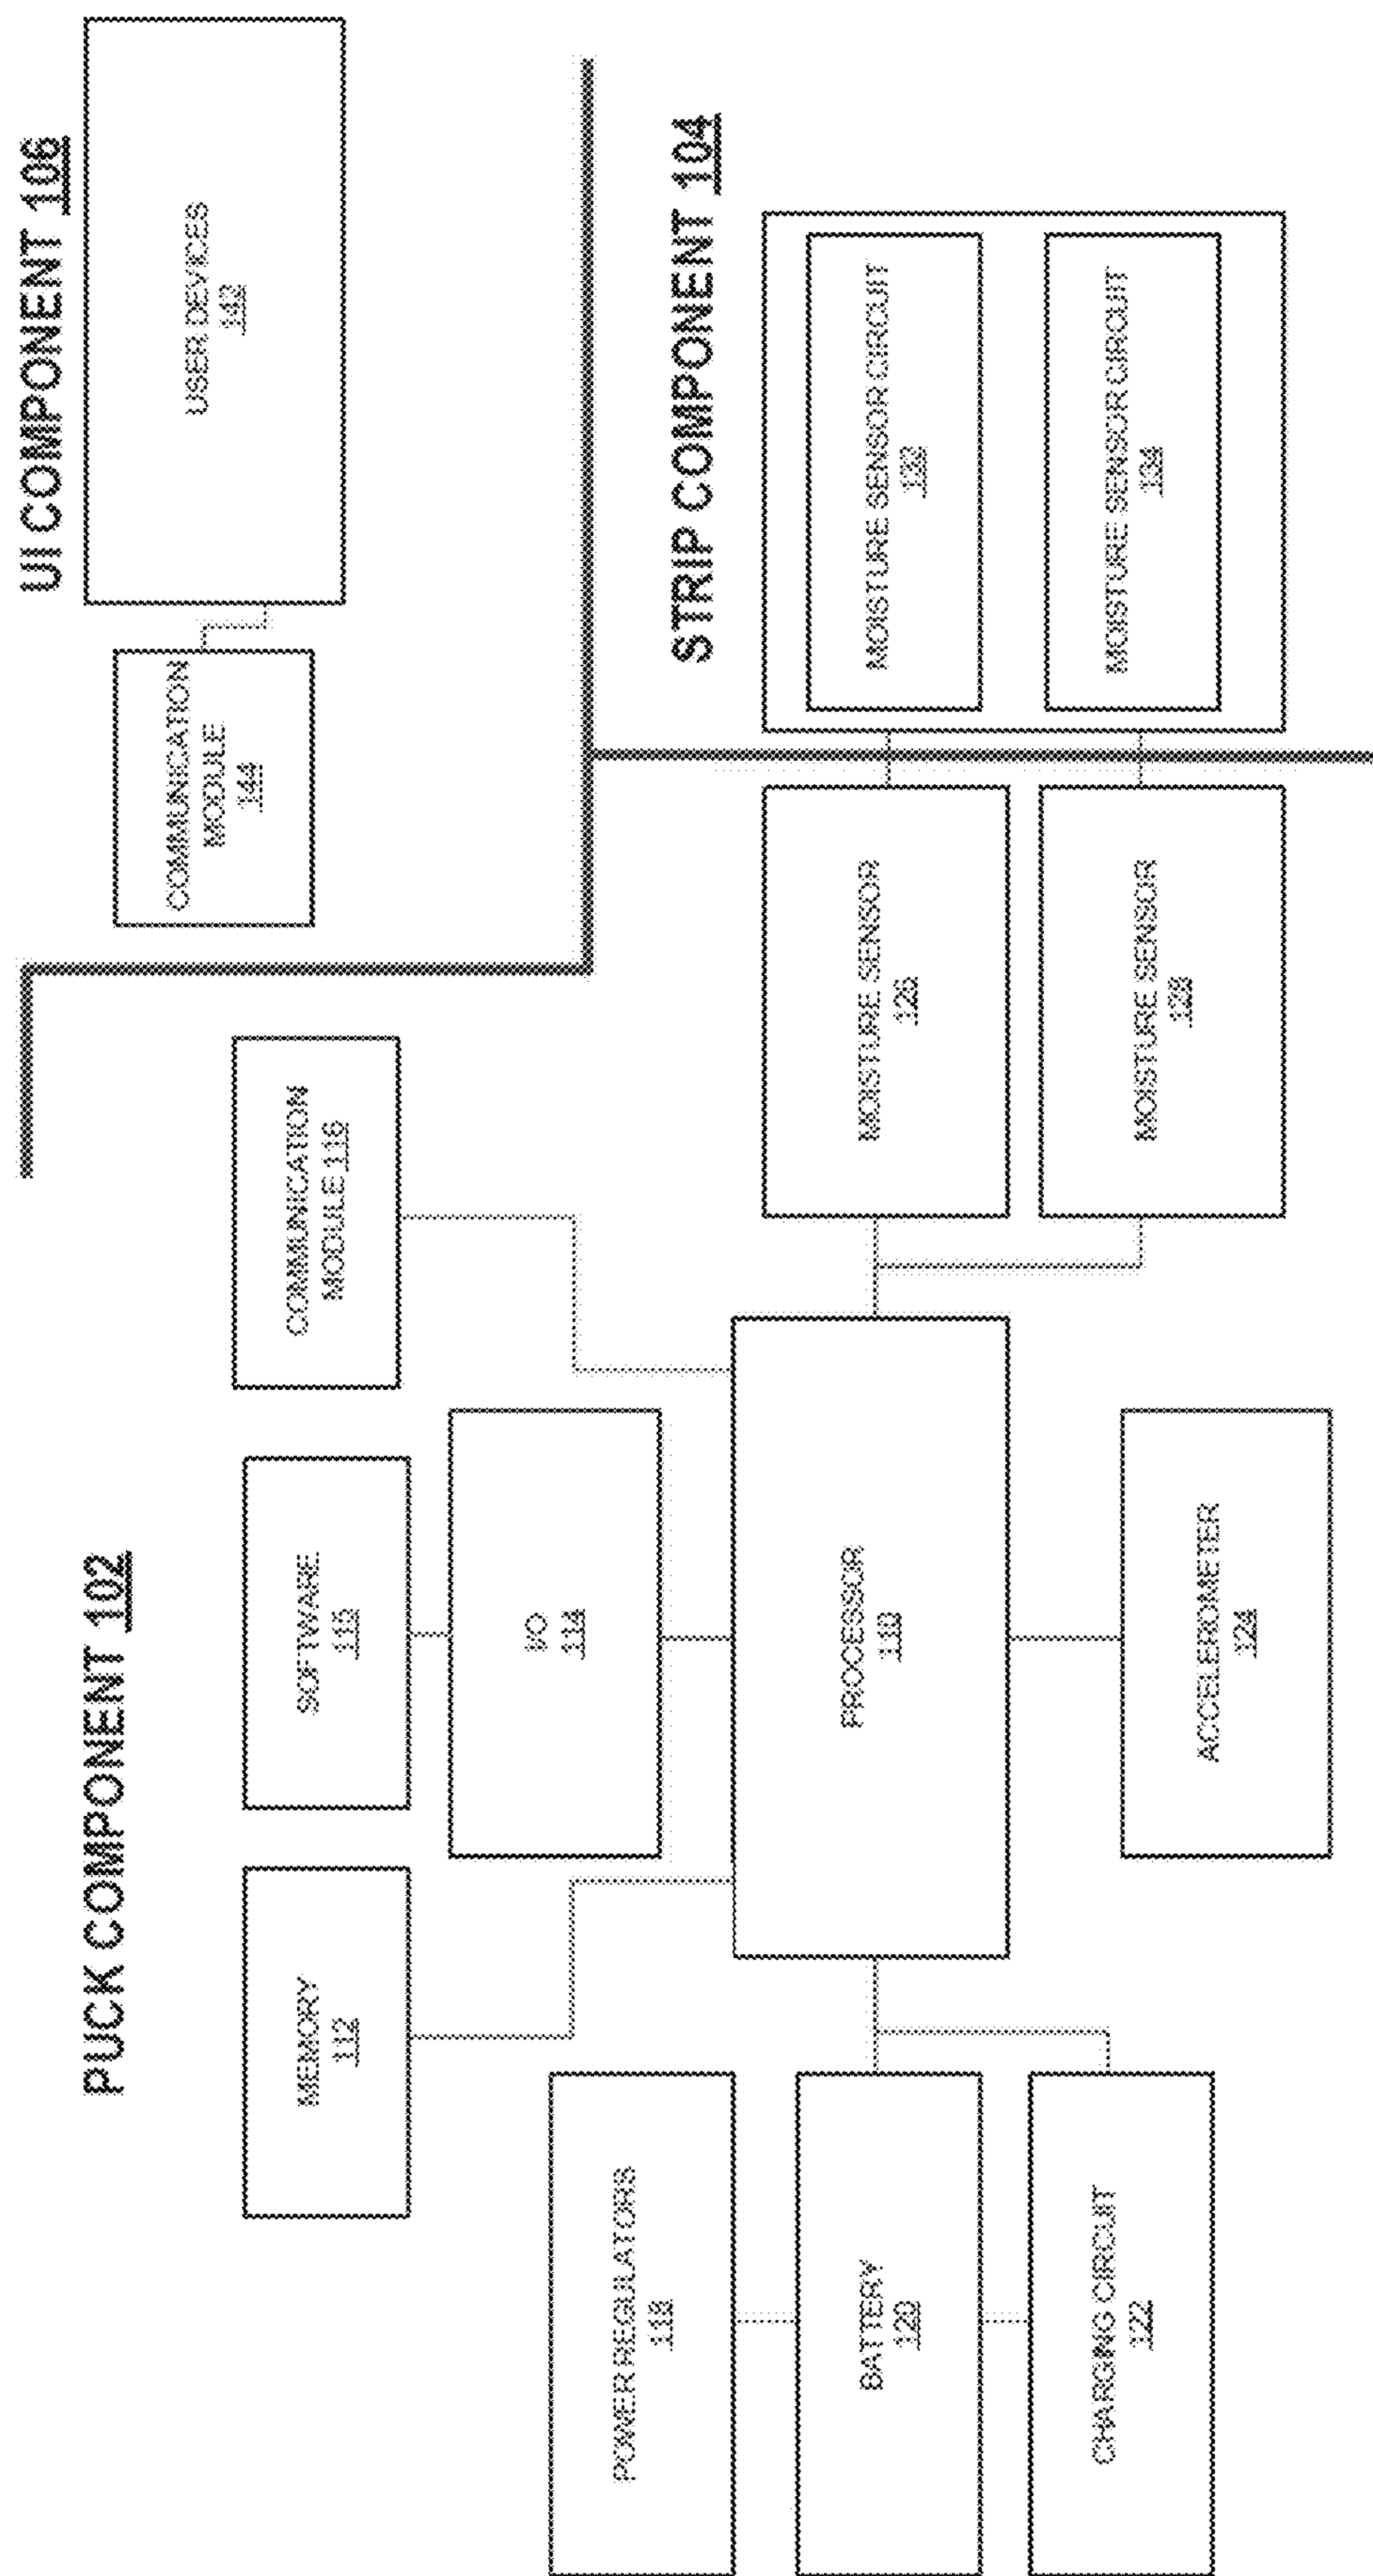 PUCK COMPONENT 102
UI COMPONENT 106
COMMUNICATION
MODULE
144
USER DEVICES
142
MEMORY
112
SOFTWARE
115
COMMUNICATION
MODULE 116
I/O
114
POWER REGULATORS
118
STRIP COMPONENT 104
BATTERY
120
PROCESSOR
110
MOISTURE SENSOR
126
MOISTURE SENSOR CIRCUIT
132
CHARGING CIRCUIT
122
ACCELEROMETER
124
MOISTURE SENSOR
128
MOISTURE SENSOR CIRCUIT
134